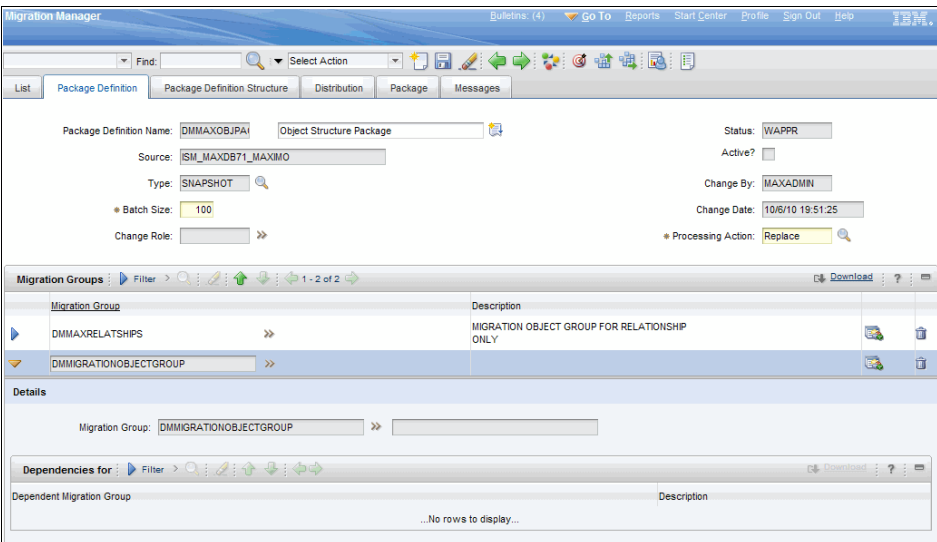 Migration Manager Bulletins: (4) Go To Reports Start Center Profile Sign Out Help IBM.
Find: Select Action
List Package Definition Package Definition Structure Distribution Package Messages
Package Definition Name: DMMAXOBJPA Object Structure Package Status: WAPPR
Source: ISM_MAXDB71_MAXIMO Active?
Type: SNAPSHOT Change By: MAXADMIN
* Batch Size: 100 Change Date: 10/6/10 19:51:25
Change Role: * Processing Action: Replace
Migration Groups Filter 1 - 2 of 2 Download ?
Migration Group Description
DMMAXRELATSHIPS MIGRATION OBJECT GROUP FOR RELATIONSHIP
ONLY
DMMIGRATIONOBJECTGROUP
Details
Migration Group: DMMIGRATIONOBJECTGROUP
Dependencies for Filter Download ?
Dependent Migration Group Description
...No rows to display...